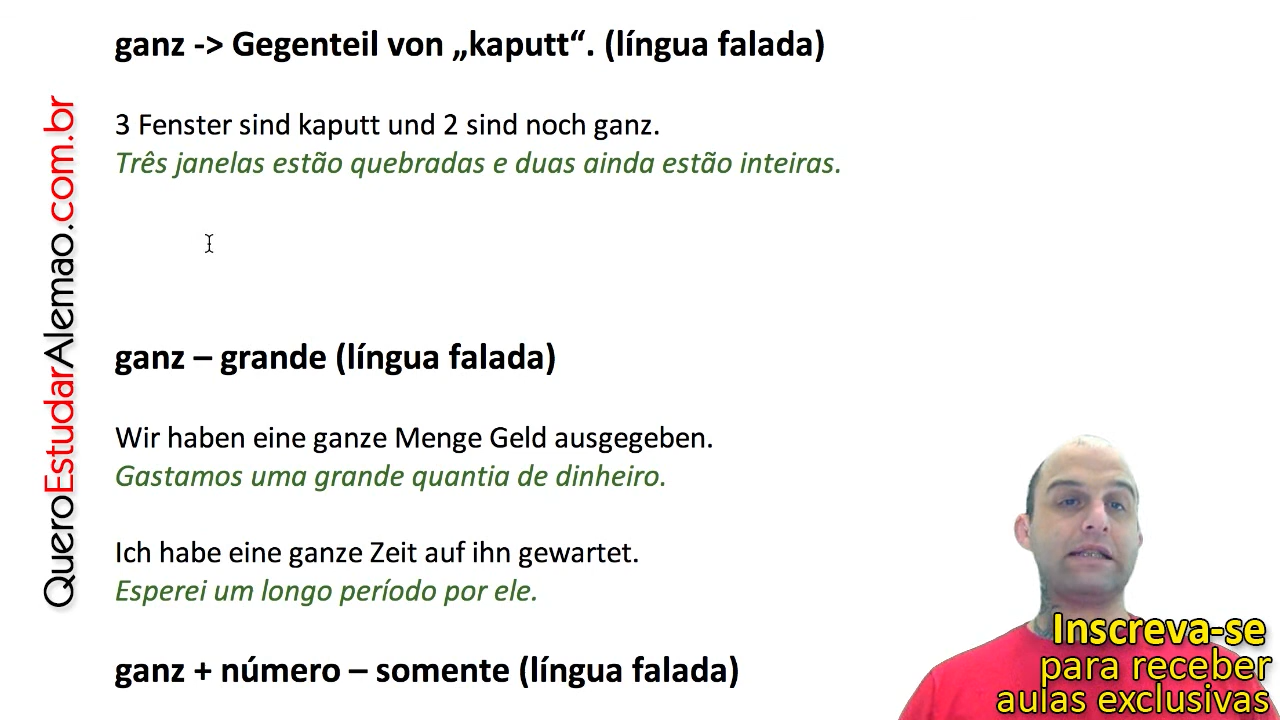 ganz -> Gegenteil von „kaputt“. (língua falada)
3 Fenster sind kaputt und 2 sind noch ganz.
Três janelas estão quebradas e duas ainda estão inteiras.
ganz – grande (língua falada)
Wir haben eine ganze Menge Geld ausgegeben.
Gastamos uma grande quantia de dinheiro.
Ich habe eine ganze Zeit auf ihn gewartet.
Esperei um longo período por ele.
ganz + número – somente (língua falada)
QueroEstudarAlemao.com.br
Inscreva-se
para receber
aulas exclusivas